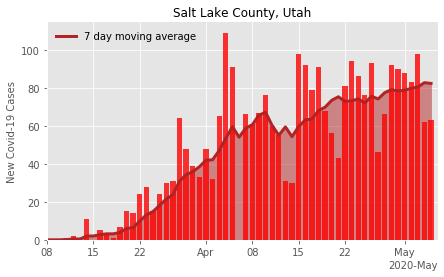 Salt Lake County, Utah
7 day moving average
New Covid-19 Cases
100
80
60
40
20
0
08 15 22 Apr 08 15 22 May
2020-May